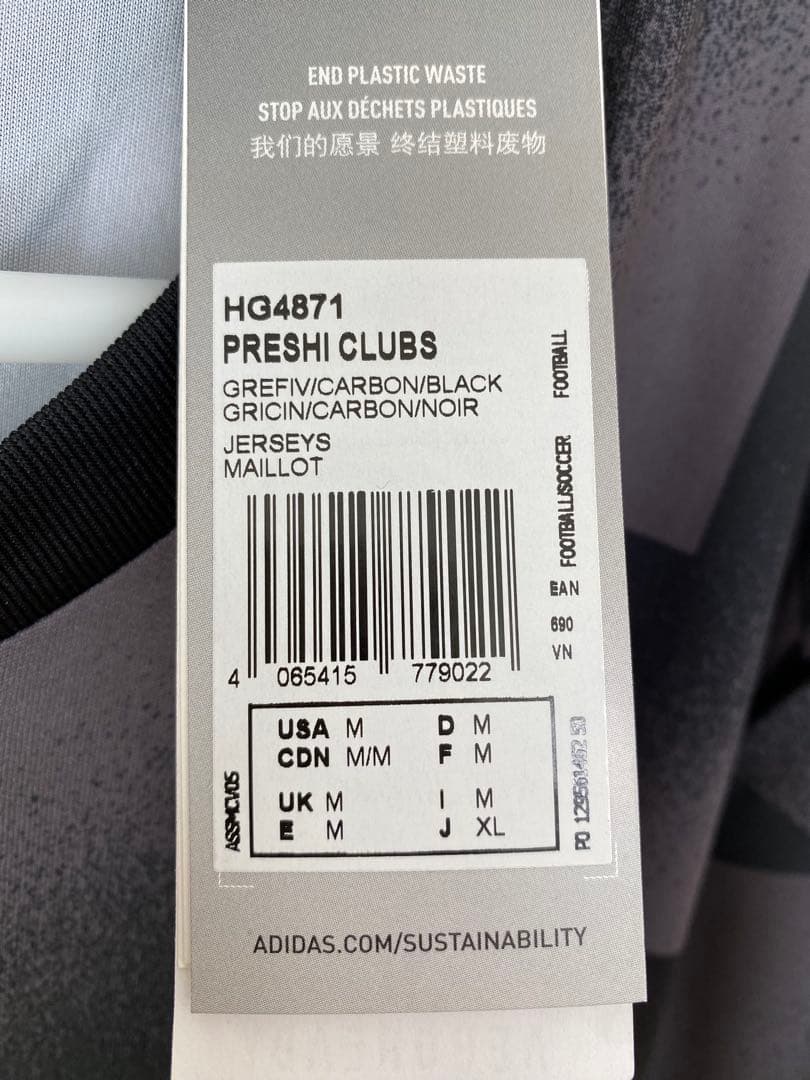 END PLASTIC WASTE
STOP AUX DÉCHETS PLASTIQUES
我们的愿景 终结塑料废物
HG4871
PRESHI CLUBS
GREFIV/CARBON/BLACK
GRICIN/CARBON/NOIR
JERSEYS
MAILLOT
FOOTBALL
FOOTBALL/SOCCER
EAN
690
VN
4 065415 779022
USA M D M
CDN M/M F M
UK M I M
E M J XL
PO
ADIDAS.COM/SUSTAINABILITY